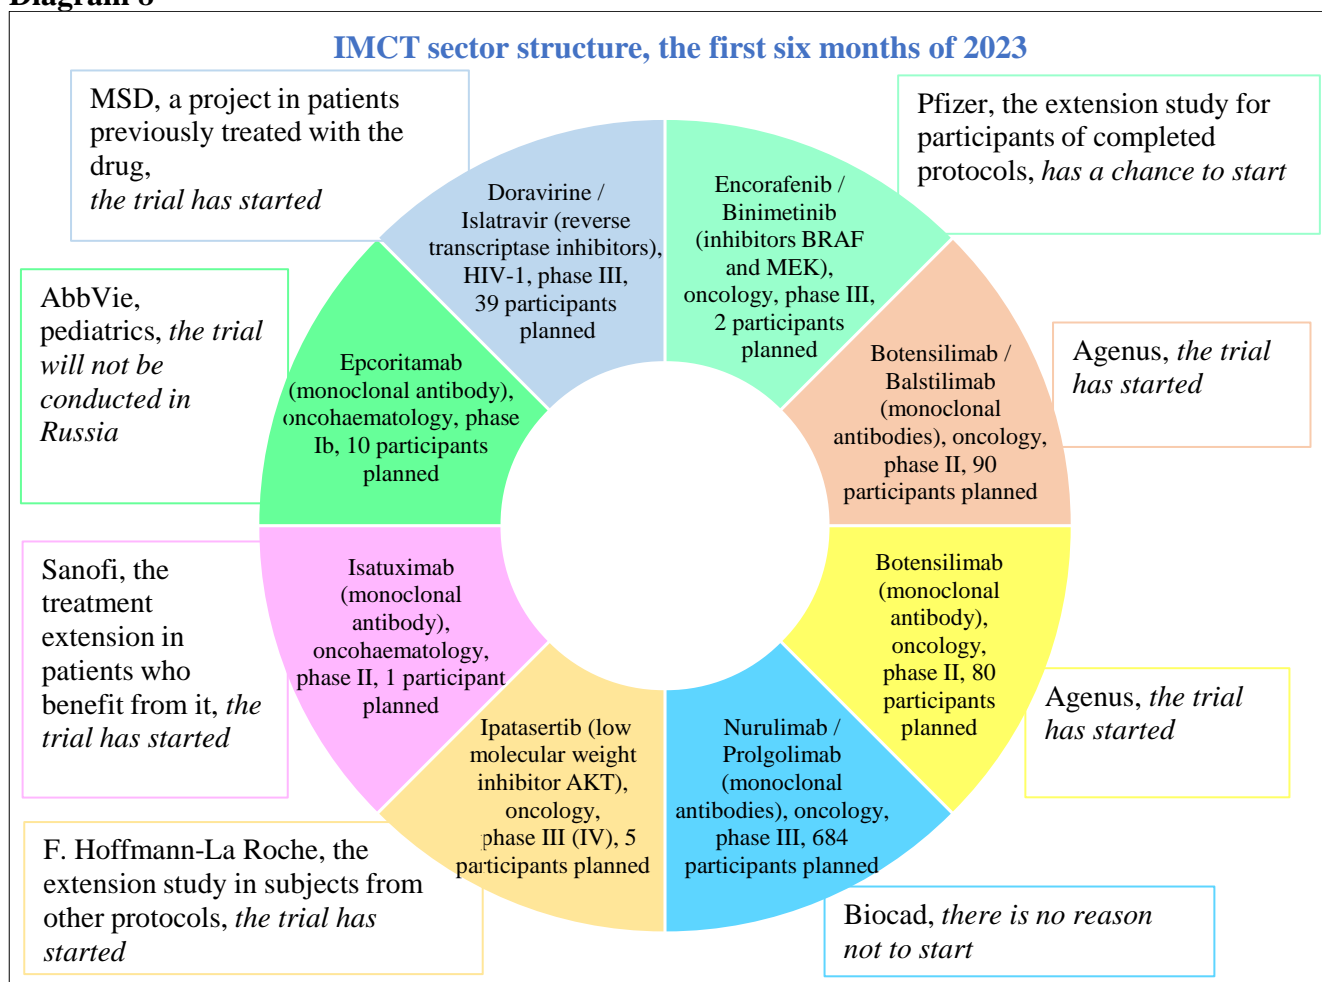 Diagram 8
IMCT sector structure, the first six months of 2023
MSD, a project in patients
previously treated with the
drug,
the trial has started
Pfizer, the extension study for
participants of completed
protocols, has a chance to start
Doravirine /
Islatravir (reverse
transcriptase inhibitors),
HIV-1, phase III,
39 participants
planned
Encorafenib /
Binimetinib
(inhibitors BRAF
and MEK),
oncology, phase III,
2 participants
planned
AbbVie,
pediatrics, the trial
will not be
conducted in
Russia
Epcoritamab
(monoclonal antibody),
oncohaematology, phase
Ib, 10 participants
planned
Botensilimab /
Balstilimab
(monoclonal
antibodies), oncology,
phase II, 90
participants planned
Agenus, the trial
has started
Sanofi, the
treatment
extension in
patients who
benefit from it, the
trial has started
Isatuximab
(monoclonal
antibody),
oncohaematology,
phase II, 1 participant
planned
Botensilimab
(monoclonal
antibody),
oncology,
phase II, 80
participants
planned
Agenus, the trial
has started
Ipatasertib (low
molecular weight
inhibitor AKT),
oncology,
phase III (IV), 5
participants planned
Nurulimab /
Prolgolimab
(monoclonal
antibodies), oncology,
phase III, 684
participants planned
F. Hoffmann-La Roche, the
extension study in subjects from
other protocols, the trial has
started
Biocad, there is no reason
not to start